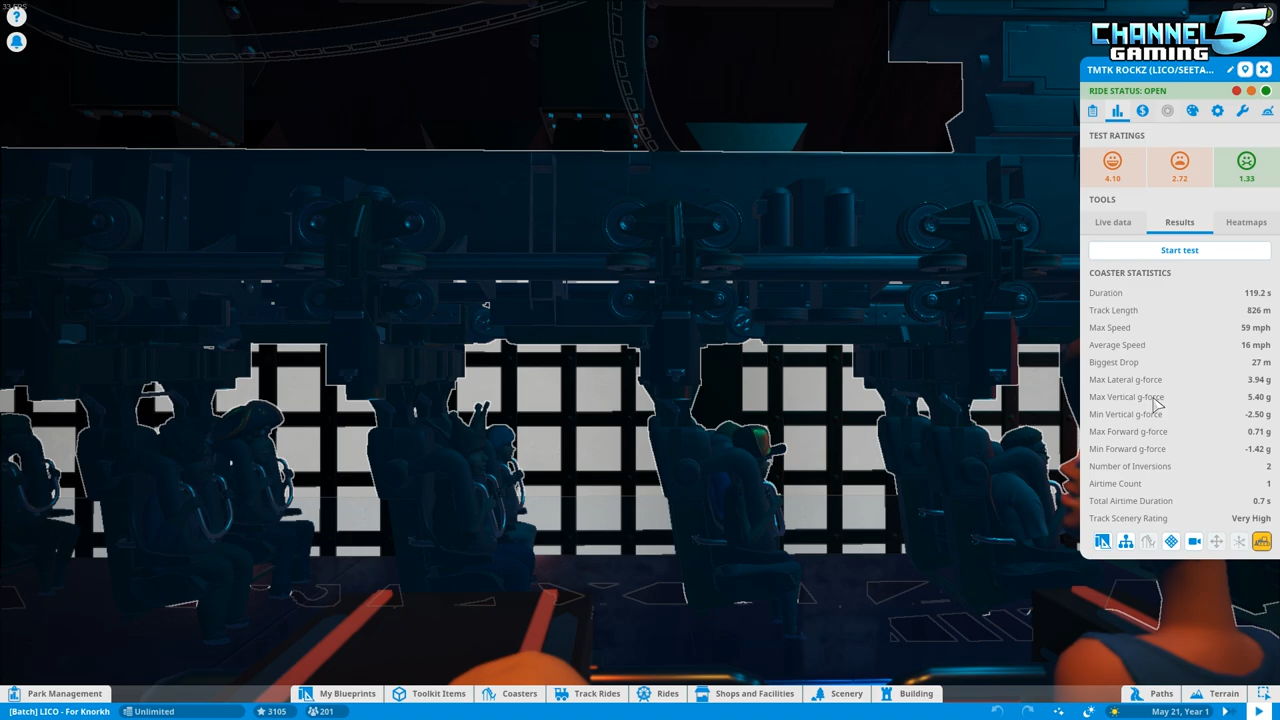 33 FPS
?
CHANNEL 5
GAMING
TMTK ROCKZ (LICO/SEETA...
RIDE STATUS: OPEN
TEST RATINGS
4.10 2.72 1.33
TOOLS
Live data Results Heatmaps
Start test
COASTER STATISTICS
Duration 119.2 s
Track Length 826 m
Max Speed 59 mph
Average Speed 16 mph
Biggest Drop 27 m
Max Lateral g-force 3.94 g
Max Vertical g-force 5.40 g
Min Vertical g-force -2.50 g
Max Forward g-force 0.71 g
Min Forward g-force -1.42 g
Number of Inversions 2
Airtime Count 1
Total Airtime Duration 0.7 s
Track Scenery Rating Very High
Park Management My Blueprints Toolkit Items Coasters Track Rides Rides Shops and Facilities Scenery Building Paths Terrain
[Batch] LICO - For Knorkh Unlimited 3105 201 May 21, Year 1